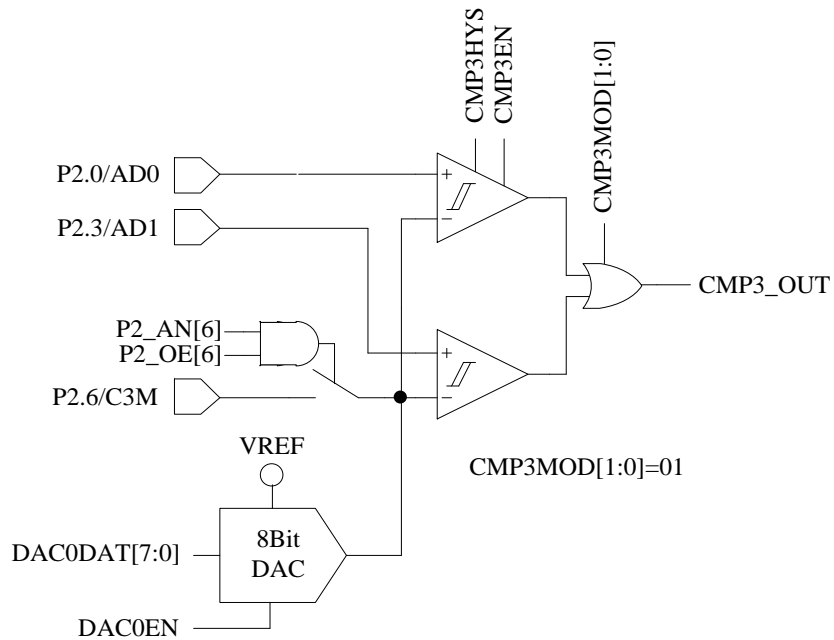 CMP3HYS
CMP3EN
CMP3MOD[1:0]
P2.0/AD0
+
−
P2.3/AD1
CMP3_OUT
P2_AN[6]
P2_OE[6]
+
−
P2.6/C3M
VREF
CMP3MOD[1:0]=01
DAC0DAT[7:0]
8Bit
DAC
DAC0EN